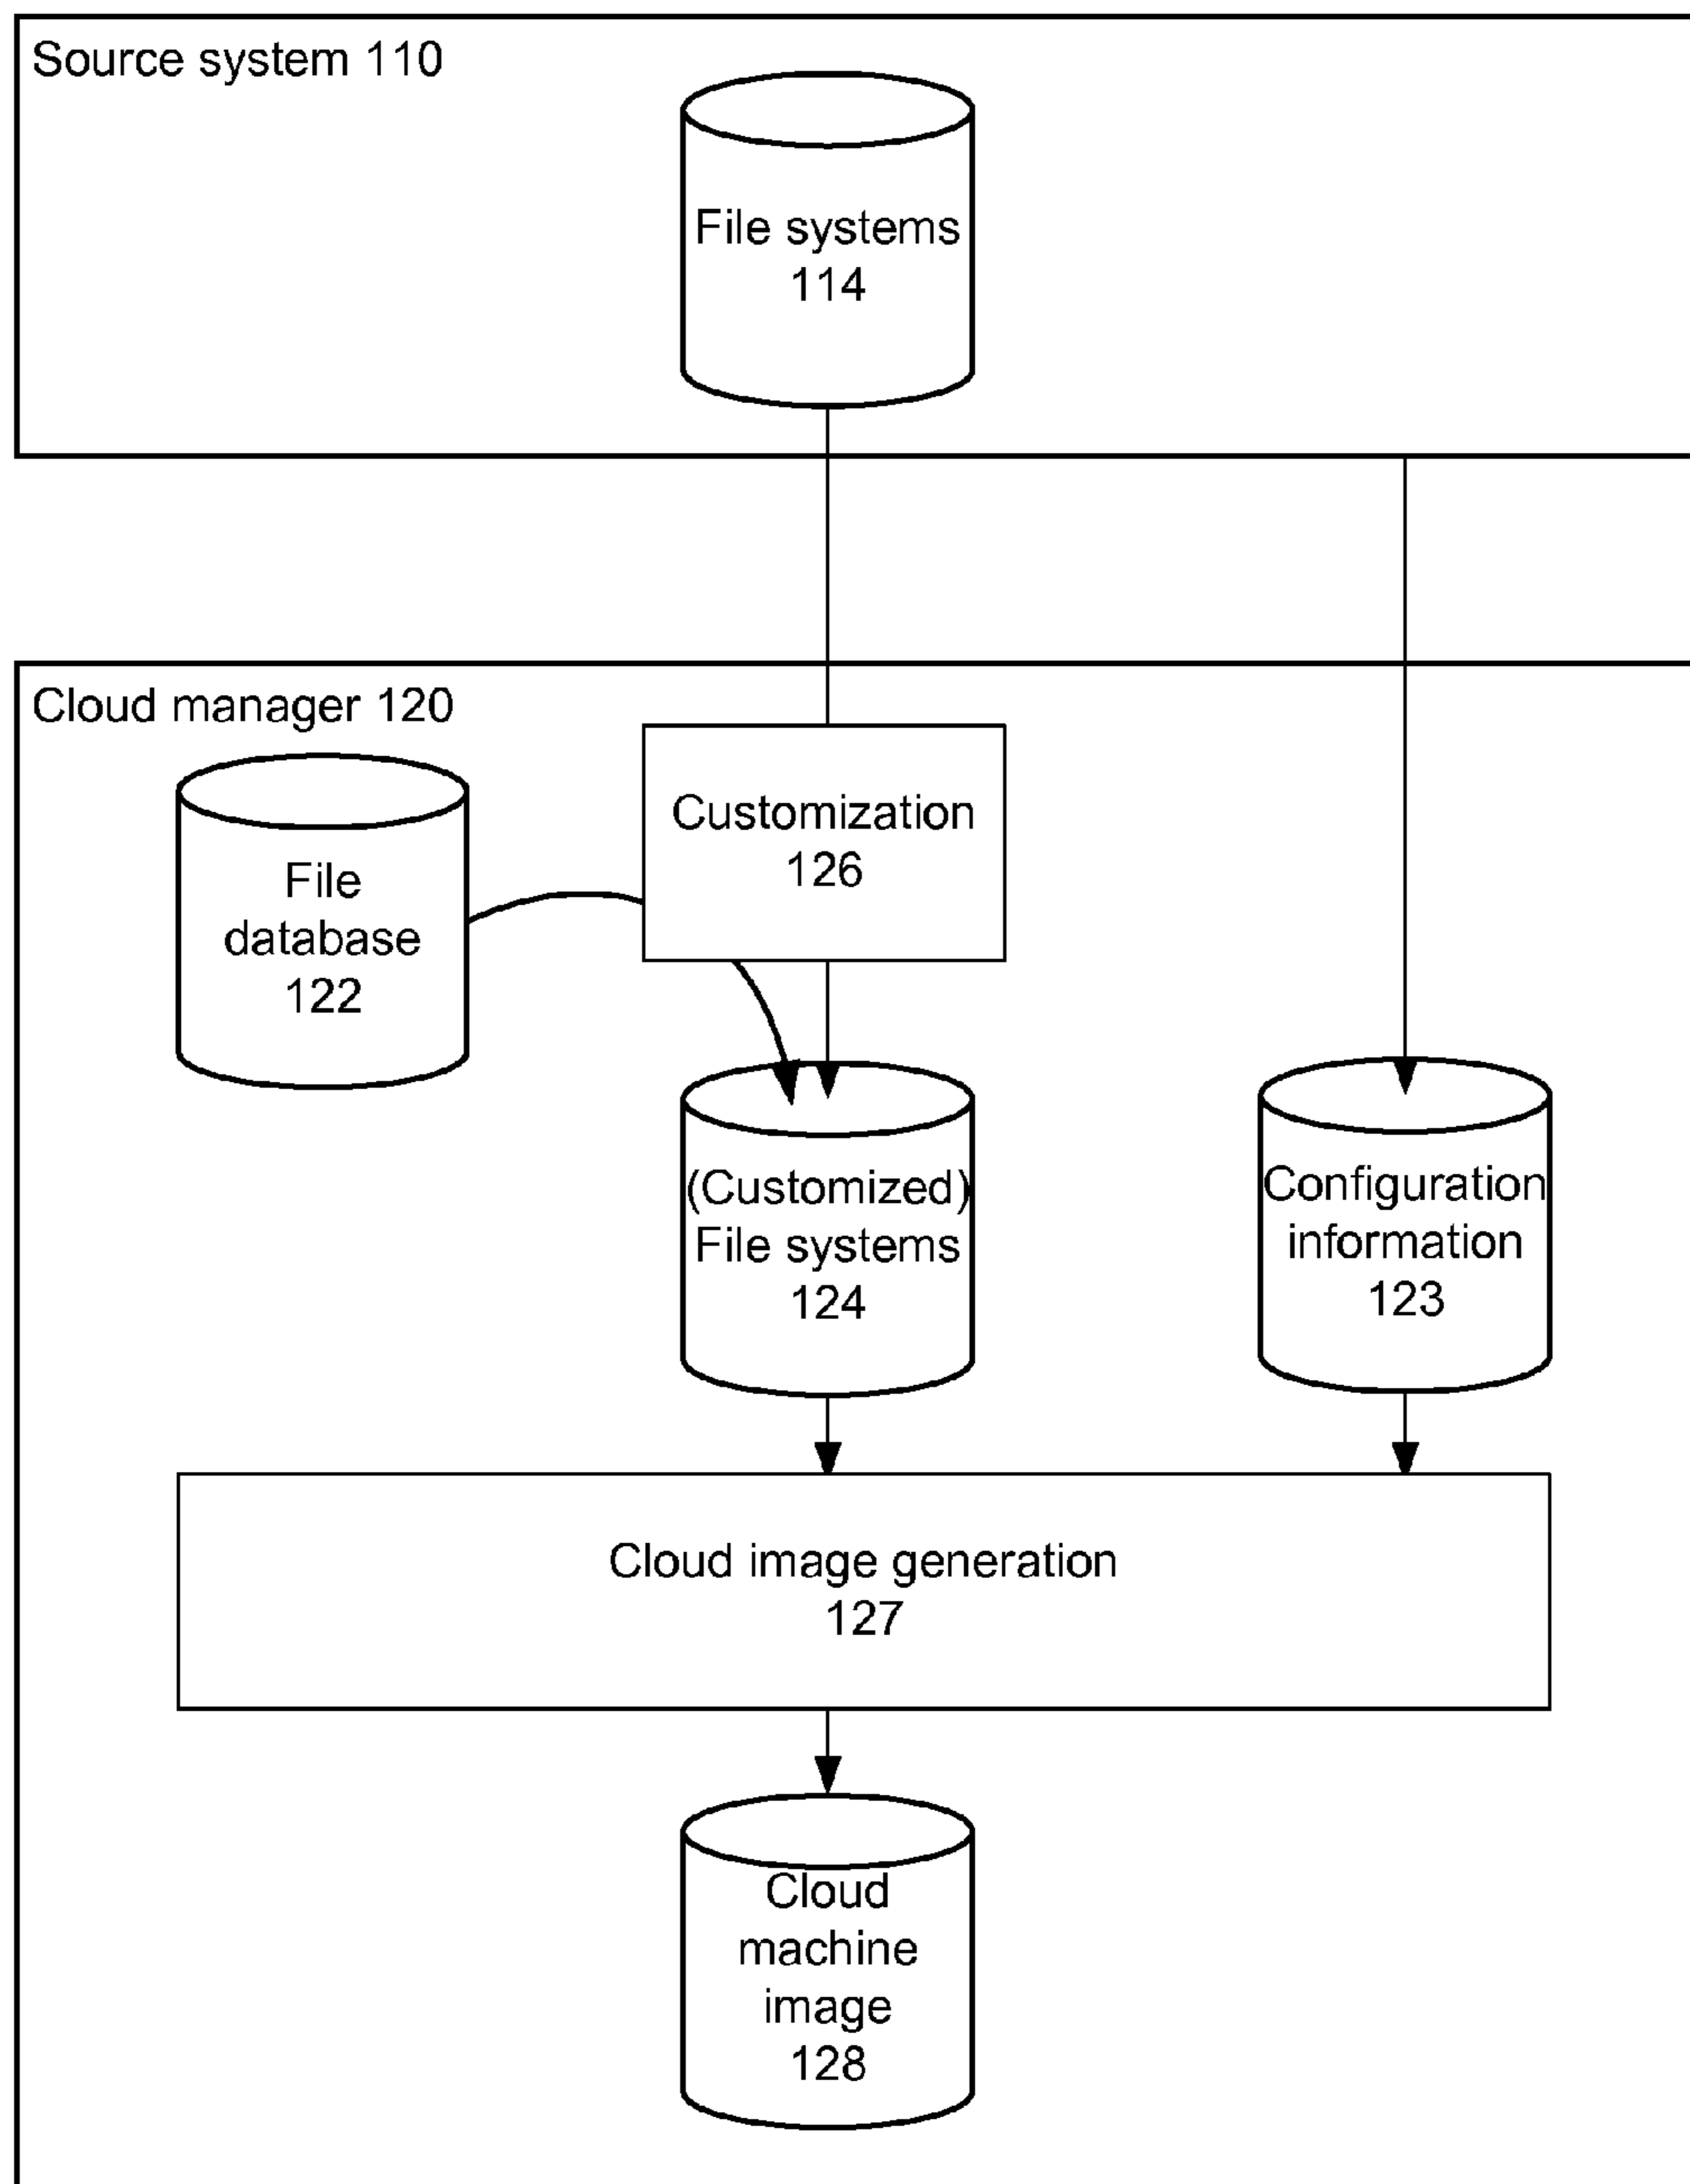 Source system 110
File systems
114
Cloud manager 120
Customization
126
File
database
122
(Customized)
File systems
124
Configuration
information
123
Cloud image generation
127
Cloud
machine
image
128